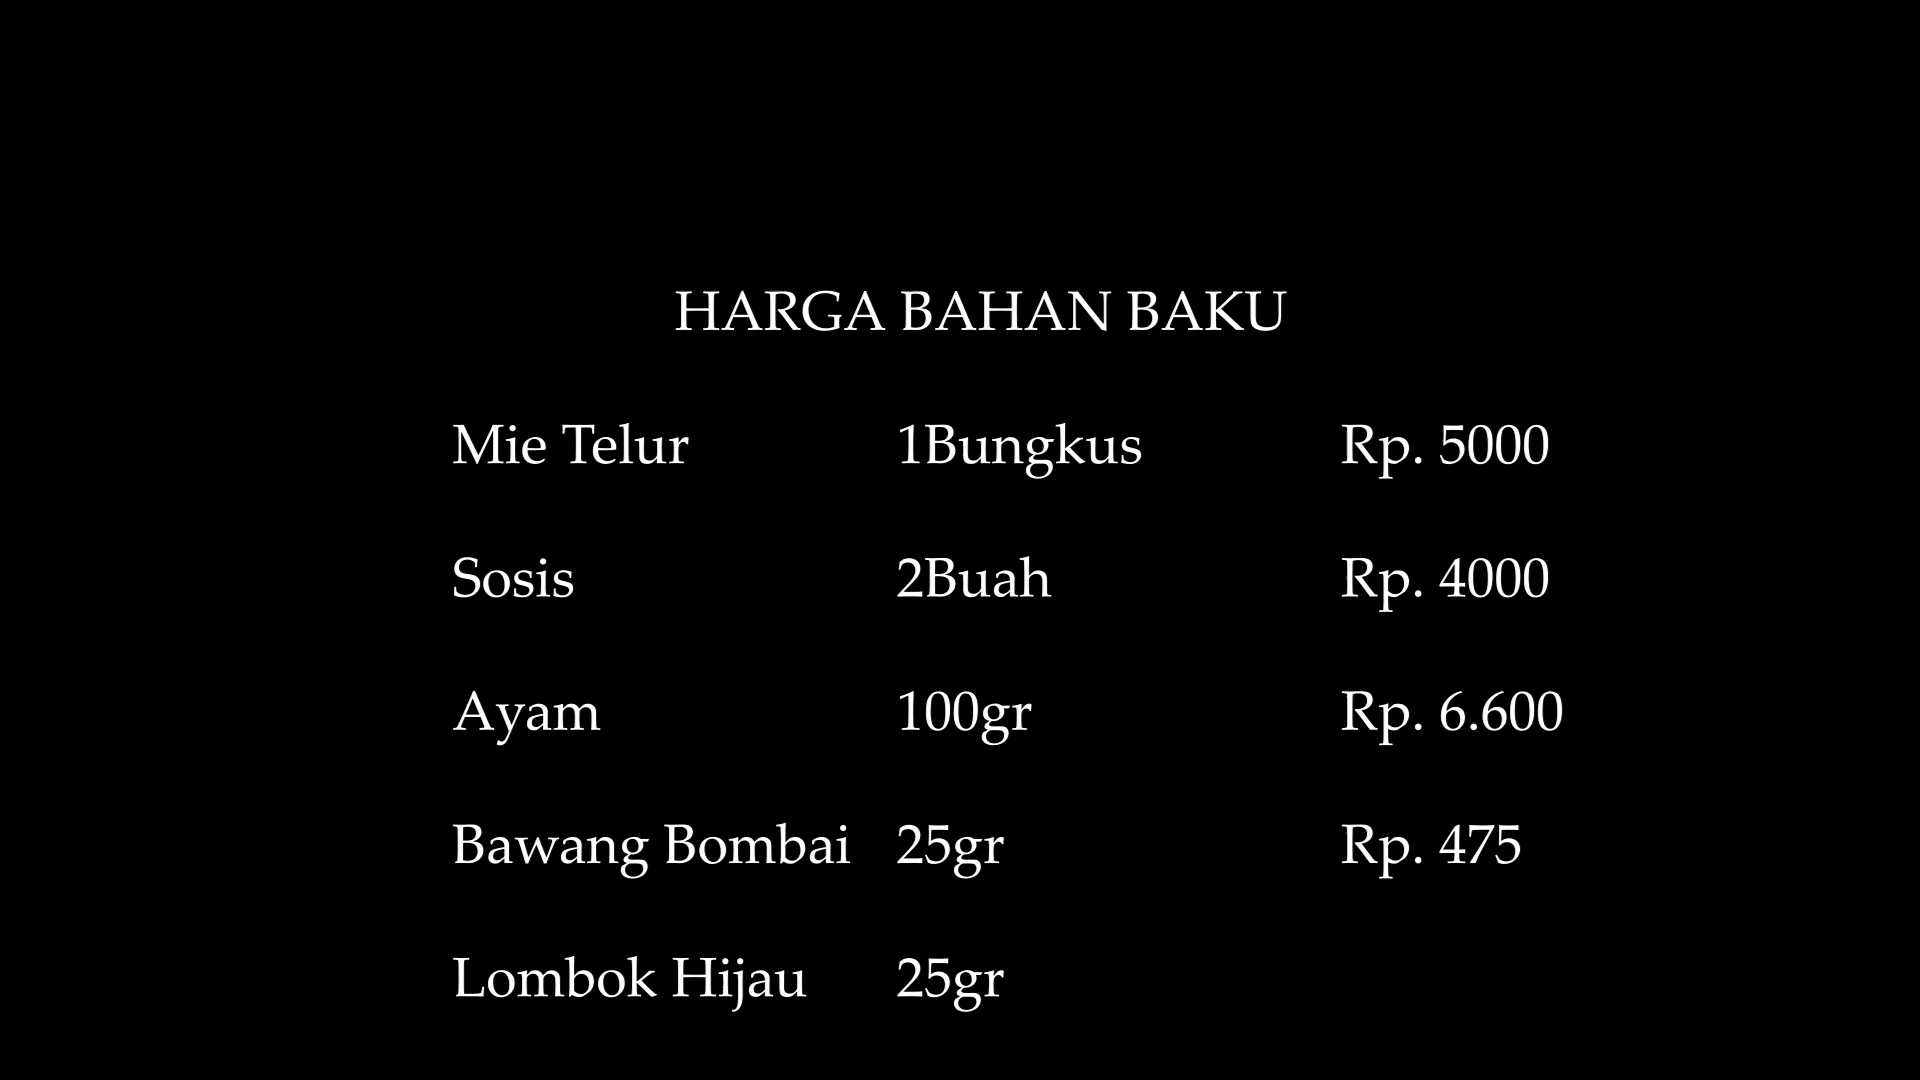 HARGA BAHAN BAKU
Mie Telur 1Bungkus Rp. 5000
Sosis 2Buah Rp. 4000
Ayam 100gr Rp. 6.600
Bawang Bombai 25gr Rp. 475
Lombok Hijau 25gr